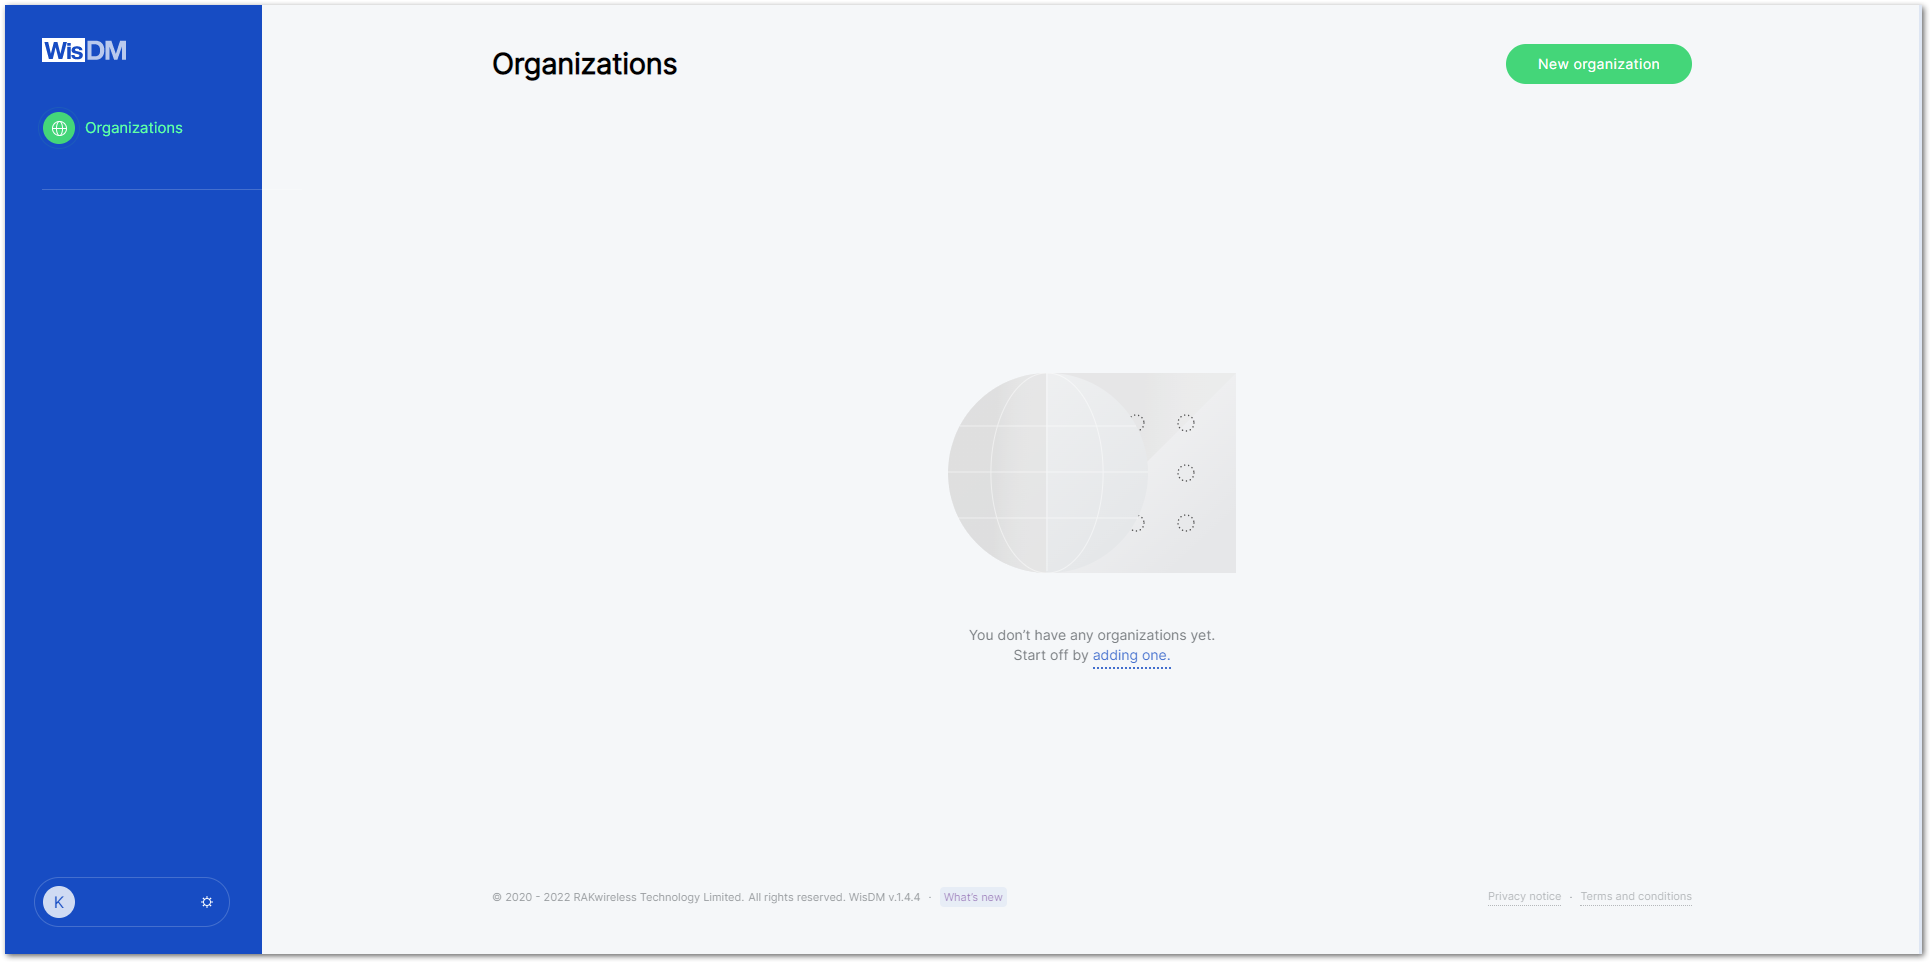 WisDM
Organizations
K
Organizations
New organization
You don’t have any organizations yet.
Start off by adding one.
© 2020 - 2022 RAKwireless Technology Limited. All rights reserved. WisDM v.1.4.4 · What’s new
Privacy notice · Terms and conditions